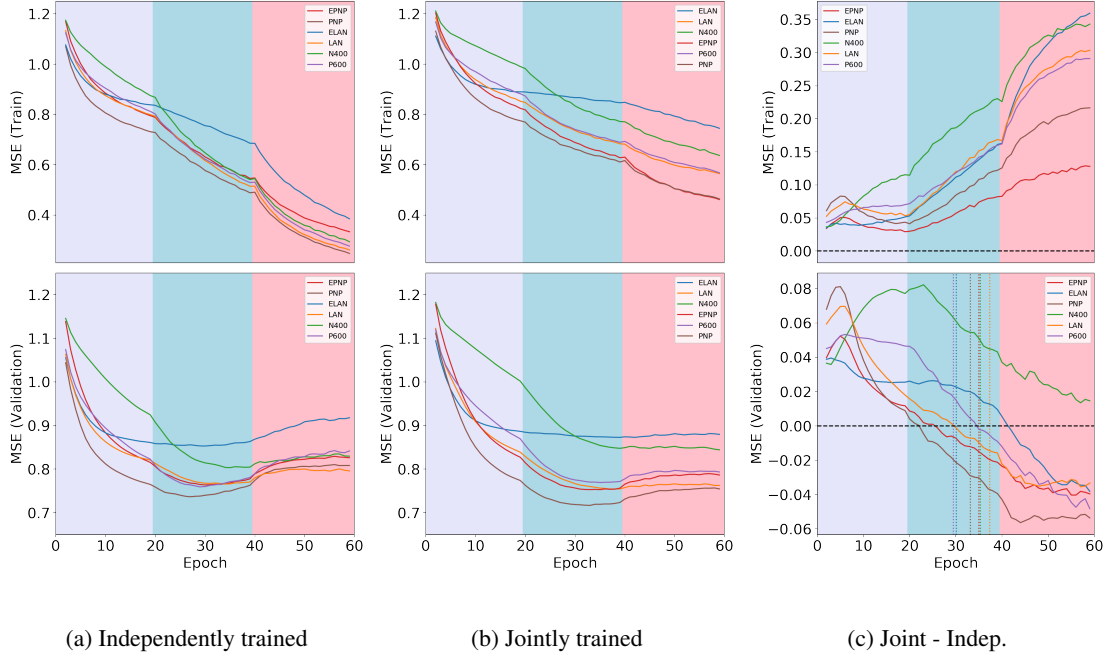 1.2
1.0
0.8
0.6
0.4
MSE (Train)
EPNP
PNP
ELAN
LAN
N400
P600
1.2
1.0
0.8
0.6
0.4
MSE (Train)
ELAN
LAN
N400
EPNP
P600
PNP
0.35
0.30
0.25
0.20
0.15
0.10
0.05
0.00
MSE (Train)
EPNP
ELAN
PNP
N400
LAN
P600
1.2
1.1
1.0
0.9
0.8
0.7
MSE (Validation)
EPNP
PNP
ELAN
LAN
N400
P600
0 10 20 30 40 50 60
Epoch
1.2
1.1
1.0
0.9
0.8
0.7
MSE (Validation)
ELAN
LAN
N400
EPNP
P600
PNP
0 10 20 30 40 50 60
Epoch
0.08
0.06
0.04
0.02
0.00
−0.02
−0.04
−0.06
MSE (Validation)
EPNP
ELAN
PNP
N400
LAN
P600
0 10 20 30 40 50 60
Epoch
(a) Independently trained
(b) Jointly trained
(c) Joint - Indep.